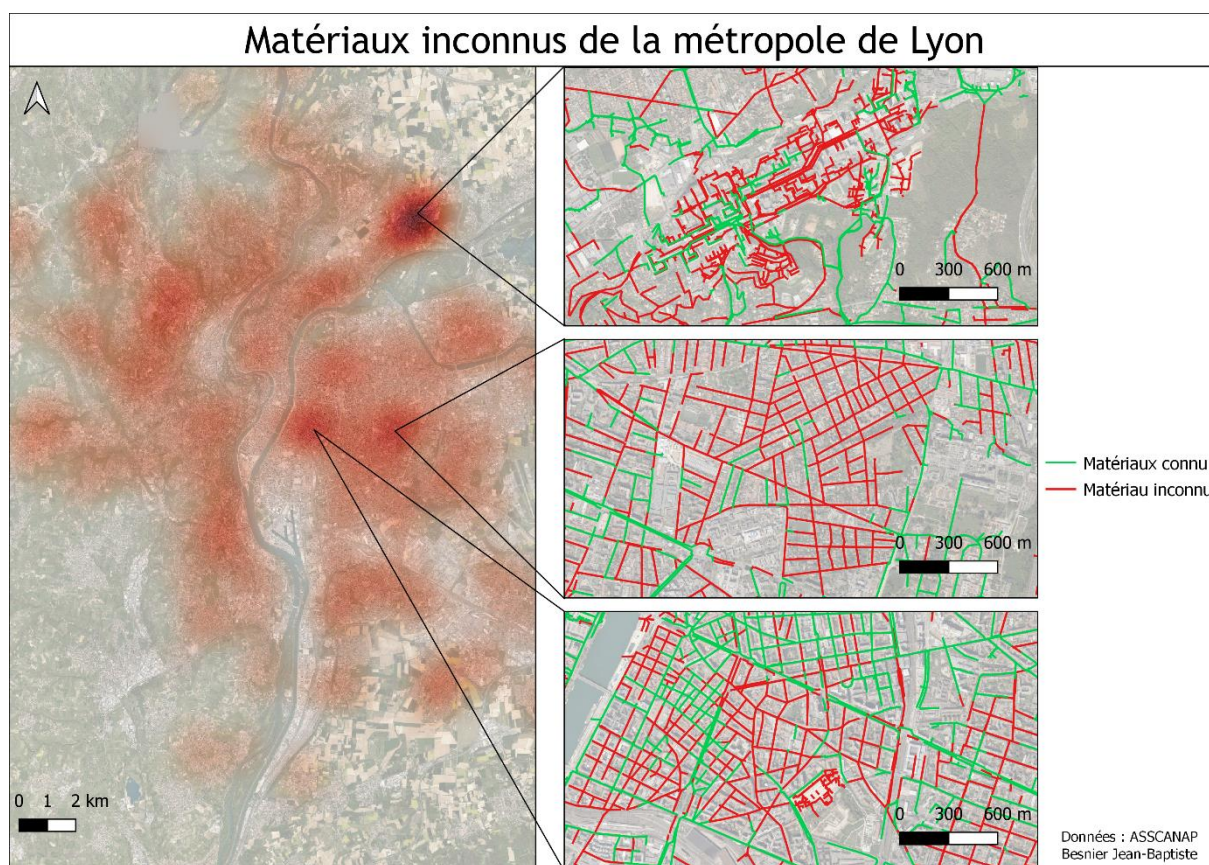 Matériaux inconnus de la métropole de Lyon
0 300 600 m
0 300 600 m
Matériaux connu
Matériau inconnu
0 300 600 m
0 1 2 km
Données : ASSCANAP
Besnier Jean-Baptiste